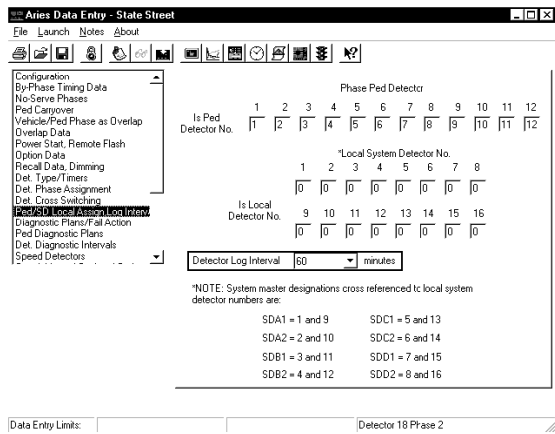 Aries Data Entry - State Street
File Launch Notes About
Configuration
By-Phase Timing Data
No-Serve Phases
Ped Carryover
Vehicle/Ped Phase as Overlap
Overlap Data
Power Start, Remote Flash
Option Data
Recall Data, Dimming
Det. Type/Timers
Det. Phase Assignment
Det. Cross Switching
Ped/SD Local Assign,Log Interv
Diagnostic Plans/Fail Action
Ped Diagnostic Plans
Det. Diagnostic Intervals
Speed Detectors
Phase Ped Detector
1 2 3 4 5 6 7 8 9 10 11 12
Is Ped
Detector No.
1 2 3 4 5 6 7 8 9 10 11 12
*Local System Detector No.
1 2 3 4 5 6 7 8
0 0 0 0 0 0 0 0
Is Local
Detector No.
9 10 11 12 13 14 15 16
0 0 0 0 0 0 0 0
Detector Log Interval 60 minutes
*NOTE: System master designations cross referenced to local system
detector numbers are:
SDA1 = 1 and 9 SDC1 = 5 and 13
SDA2 = 2 and 10 SDC2 = 6 and 14
SDB1 = 3 and 11 SDD1 = 7 and 15
SDB2 = 4 and 12 SDD2 = 8 and 16
Data Entry Limits: Detector 18 Phase 2